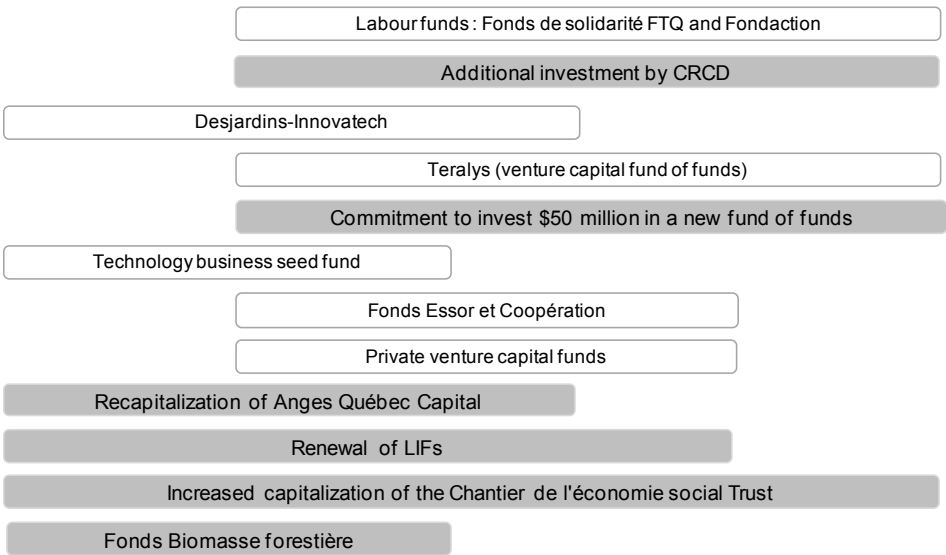 Labour funds : Fonds de solidarité FTQ and Fondaction
Additional investment by CRCD
Desjardins-Innovatech
Teralys (venture capital fund of funds)
Commitment to invest $50 million in a new fund of funds
Technology business seed fund
Fonds Essor et Coopération
Private venture capital funds
Recapitalization of Anges Québec Capital
Renewal of LIFs
Increased capitalization of the Chantier de l'économie social Trust
Fonds Biomasse forestière